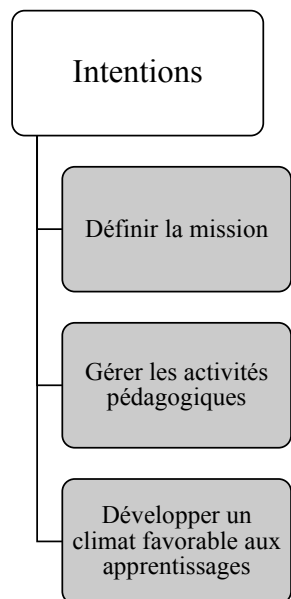 Intentions
Définir la mission
Gérer les activités
pédagogiques
Développer un
climat favorable aux
apprentissages